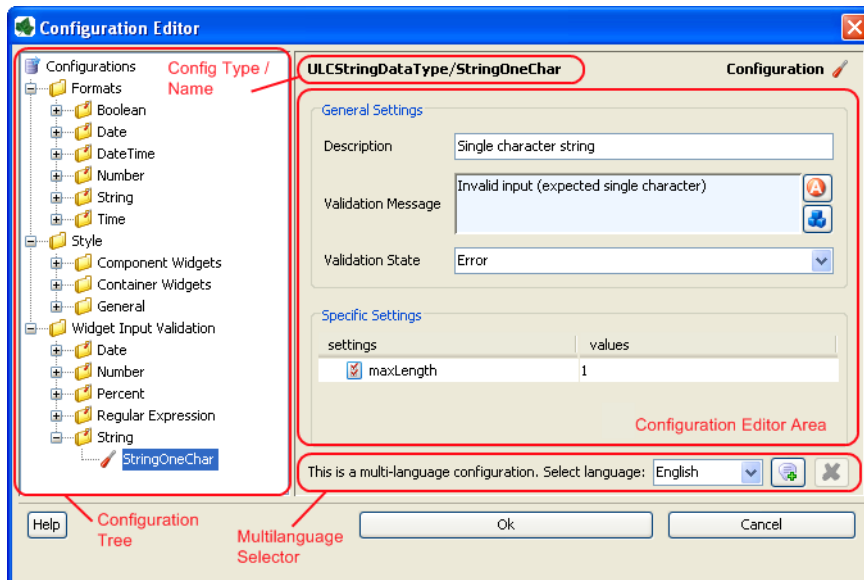 Configuration Editor
Configurations
Config Type /
Name
ULCStringDataType/StringOneChar
Configuration
Formats
Boolean
Date
DateTime
Number
String
Time
Style
Component Widgets
Container Widgets
General
Widget Input Validation
Date
Number
Percent
Regular Expression
String
StringOneChar
General Settings
Description
Single character string
Validation Message
Invalid input (expected single character)
A
Validation State
Error
Specific Settings
settings values
maxLength 1
Configuration Editor Area
This is a multi-language configuration. Select language: English
Help
Configuration
Tree
Multilanguage
Selector
Ok
Cancel